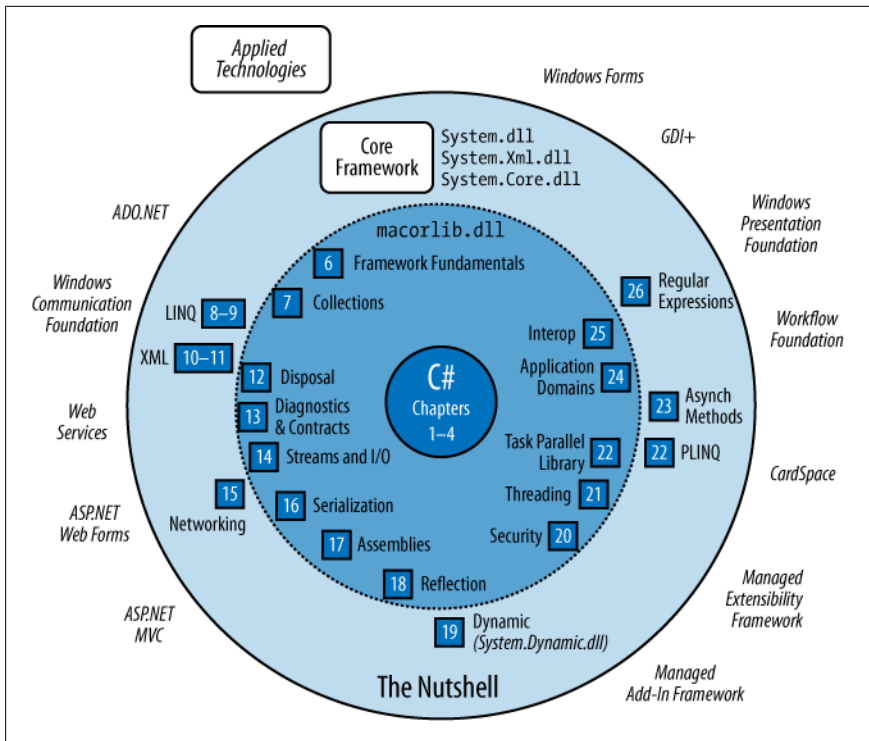 Applied
Technologies
Windows Forms
Core
Framework
System.dll
System.Xml.dll
System.Core.dll
GDI+
ADO.NET
Windows
Presentation
Foundation
macorlib.dll
6 Framework Fundamentals
Windows
Communication
Foundation
LINQ 8–9
7 Collections
26 Regular
Expressions
Interop 25
Workflow
Foundation
XML 10–11
12 Disposal
C#
Chapters
1–4
Application
Domains 24
Web
Services
13 Diagnostics
& Contracts
23 Asynch
Methods
14 Streams and I/O
Task Parallel
Library 22
22 PLINQ
CardSpace
15
Networking
16 Serialization
Threading 21
ASP.NET
Web Forms
17 Assemblies
Security 20
18 Reflection
Managed
Extensibility
Framework
ASP.NET
MVC
19 Dynamic
(System.Dynamic.dll)
The Nutshell
Managed
Add-In Framework